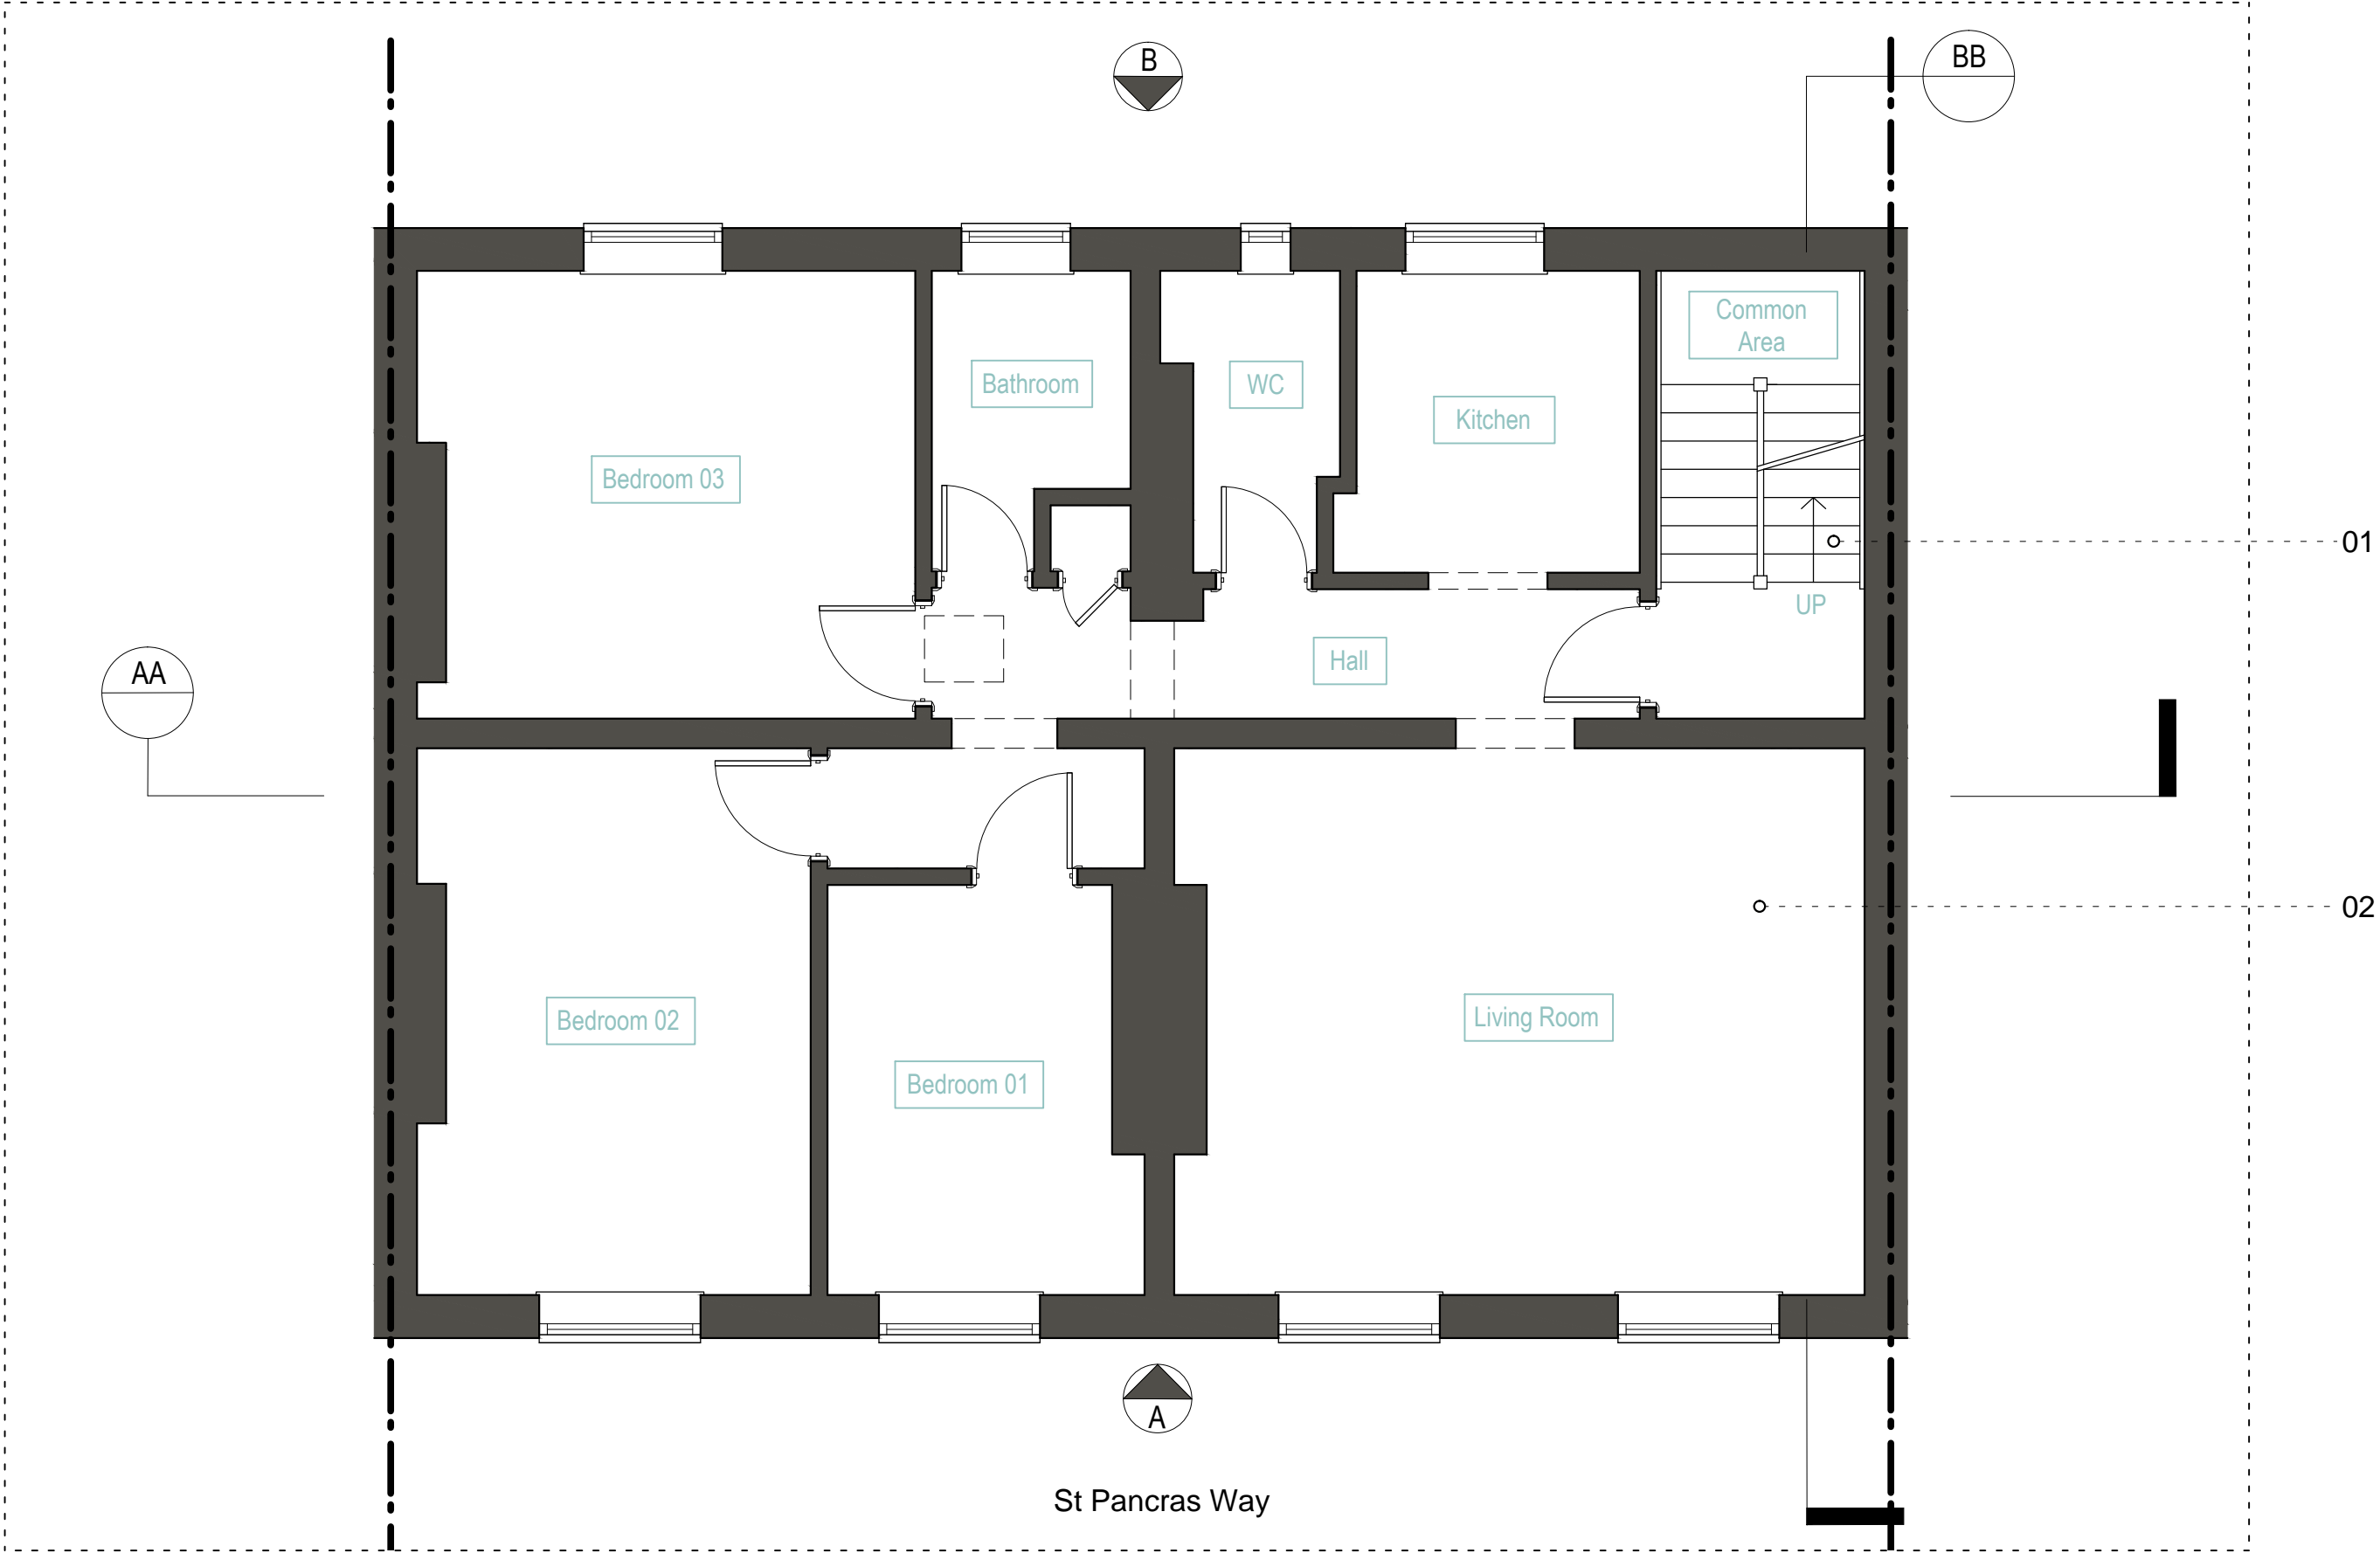 B
BB
Common
Area
Bathroom
WC
Kitchen
Bedroom 03
01
UP
Hall
AA
02
Bedroom 02
Living Room
Bedroom 01
A
St Pancras Way